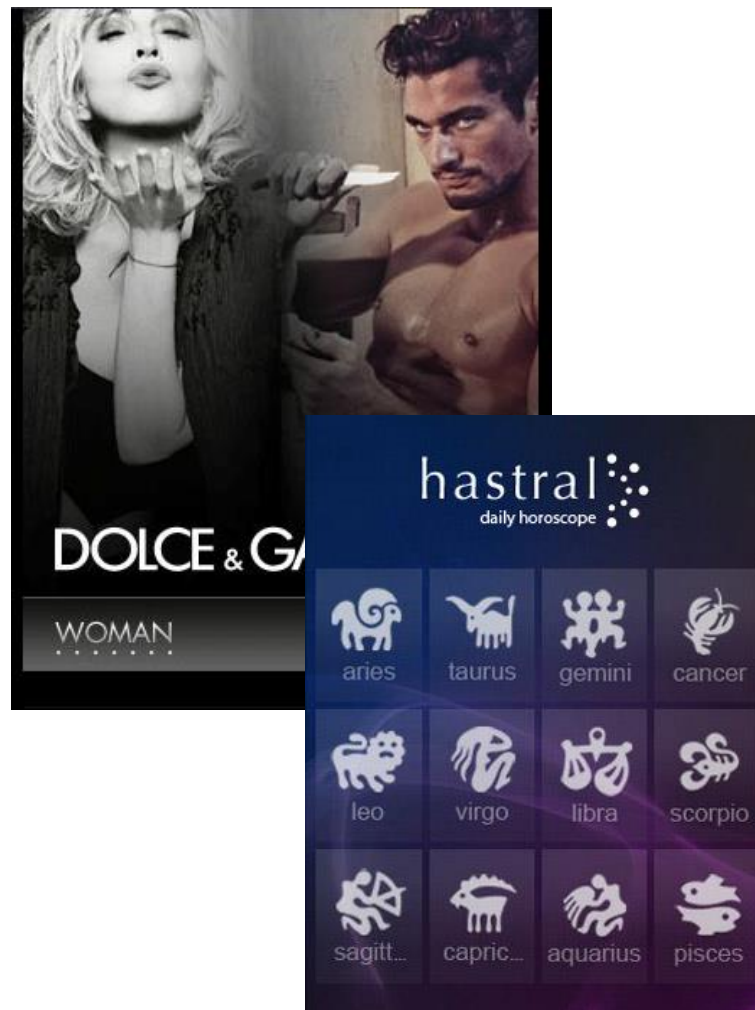 DOLCE & GA
WOMAN
hastral
daily horoscope
aries taurus gemini cancer
leo virgo libra scorpio
sagitt... capric... aquarius pisces